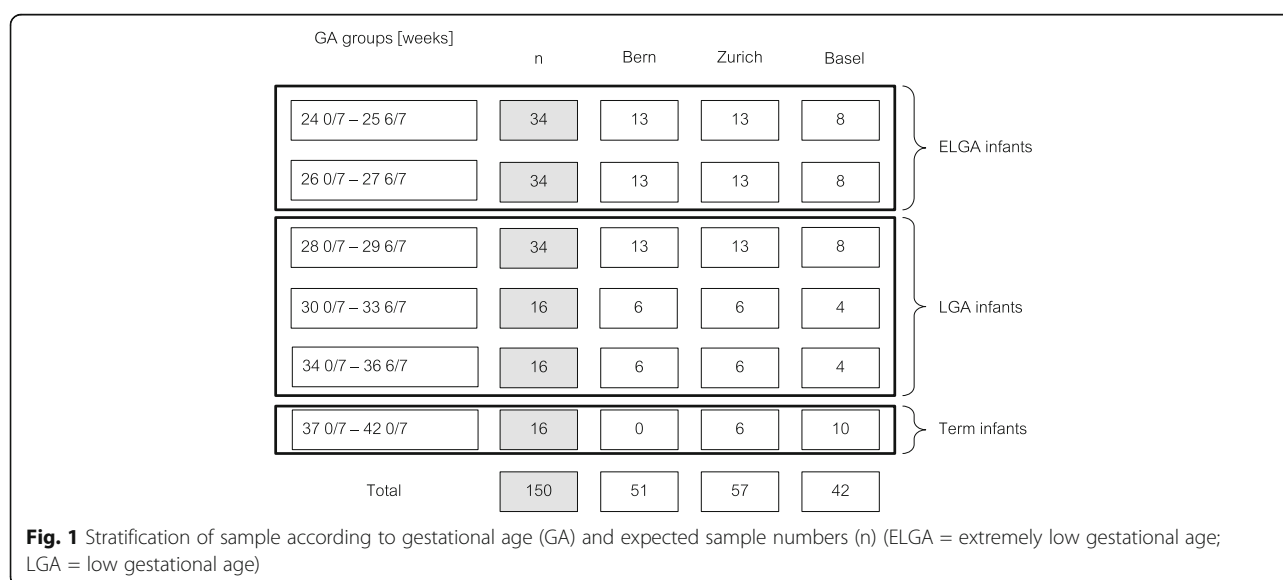 GA groups [weeks]
n Bern Zurich Basel
24 0/7 – 25 6/7 34 13 13 8
ELGA infants
26 0/7 – 27 6/7 34 13 13 8
28 0/7 – 29 6/7 34 13 13 8
30 0/7 – 33 6/7 16 6 6 4 LGA infants
34 0/7 – 36 6/7 16 6 6 4
37 0/7 – 42 0/7 16 0 6 10 Term infants
Total 150 51 57 42
Fig. 1 Stratification of sample according to gestational age (GA) and expected sample numbers (n) (ELGA = extremely low gestational age;
LGA = low gestational age)